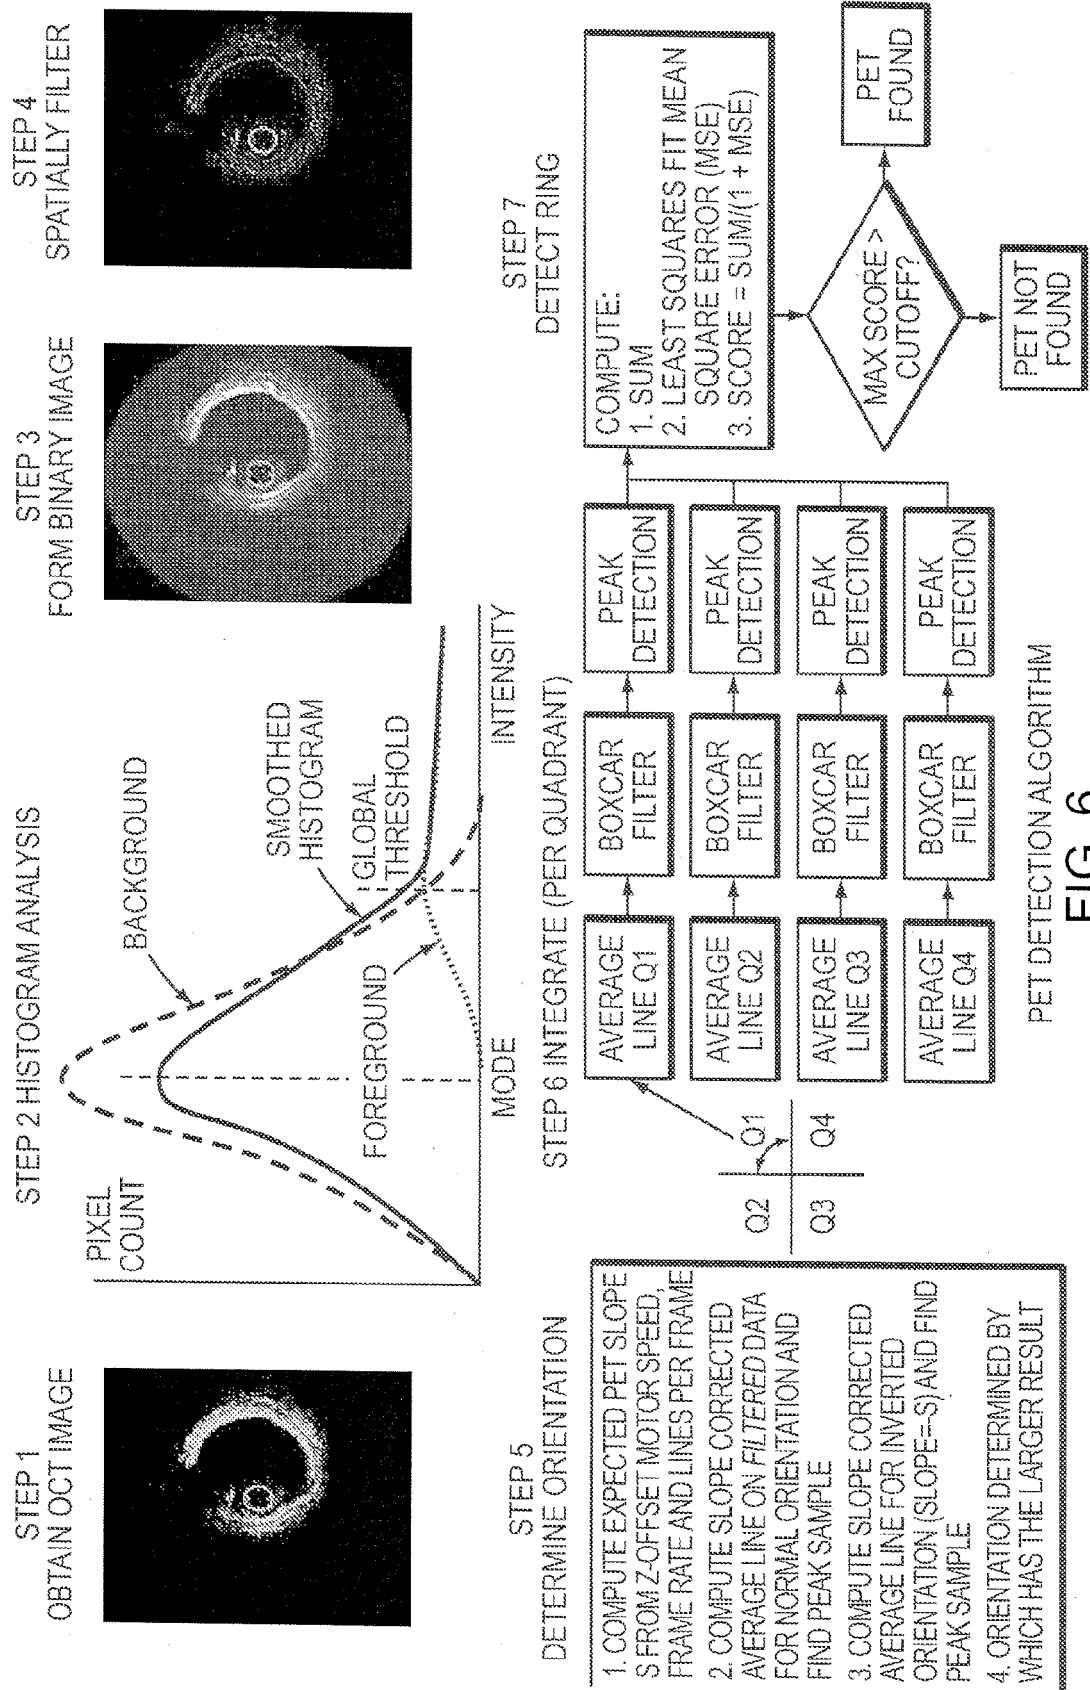 STEP 1
OBTAIN OCT IMAGE
STEP 2 HISTOGRAM ANALYSIS
PIXEL
COUNT
BACKGROUND
SMOOTHED
HISTOGRAM
GLOBAL
THRESHOLD
FOREGROUND
MODE
INTENSITY
STEP 3
FORM BINARY IMAGE
STEP 4
SPATIALLY FILTER
STEP 5
DETERMINE ORIENTATION
1. COMPUTE EXPECTED PET SLOPE
S FROM Z-OFFSET MOTOR SPEED,
FRAME RATE AND LINES PER FRAME
2. COMPUTE SLOPE CORRECTED
AVERAGE LINE ON FILTERED DATA
FOR NORMAL ORIENTATION AND
FIND PEAK SAMPLE
3. COMPUTE SLOPE CORRECTED
AVERAGE LINE FOR INVERTED
ORIENTATION (SLOPE=-S) AND FIND
PEAK SAMPLE
4. ORIENTATION DETERMINED BY
WHICH HAS THE LARGER RESULT
STEP 6 INTEGRATE (PER QUADRANT)
Q2
Q1
Q3
Q4
AVERAGE
LINE Q1
BOXCAR
FILTER
PEAK
DETECTION
AVERAGE
LINE Q2
BOXCAR
FILTER
PEAK
DETECTION
AVERAGE
LINE Q3
BOXCAR
FILTER
PEAK
DETECTION
AVERAGE
LINE Q4
BOXCAR
FILTER
PEAK
DETECTION
STEP 7
DETECT RING
COMPUTE:
1. SUM
2. LEAST SQUARES FIT MEAN
SQUARE ERROR (MSE)
3. SCORE = SUM/(1 + MSE)
MAX SCORE >
CUTOFF?
PET
FOUND
PET NOT
FOUND
PET DETECTION ALGORITHM
FIG. 6